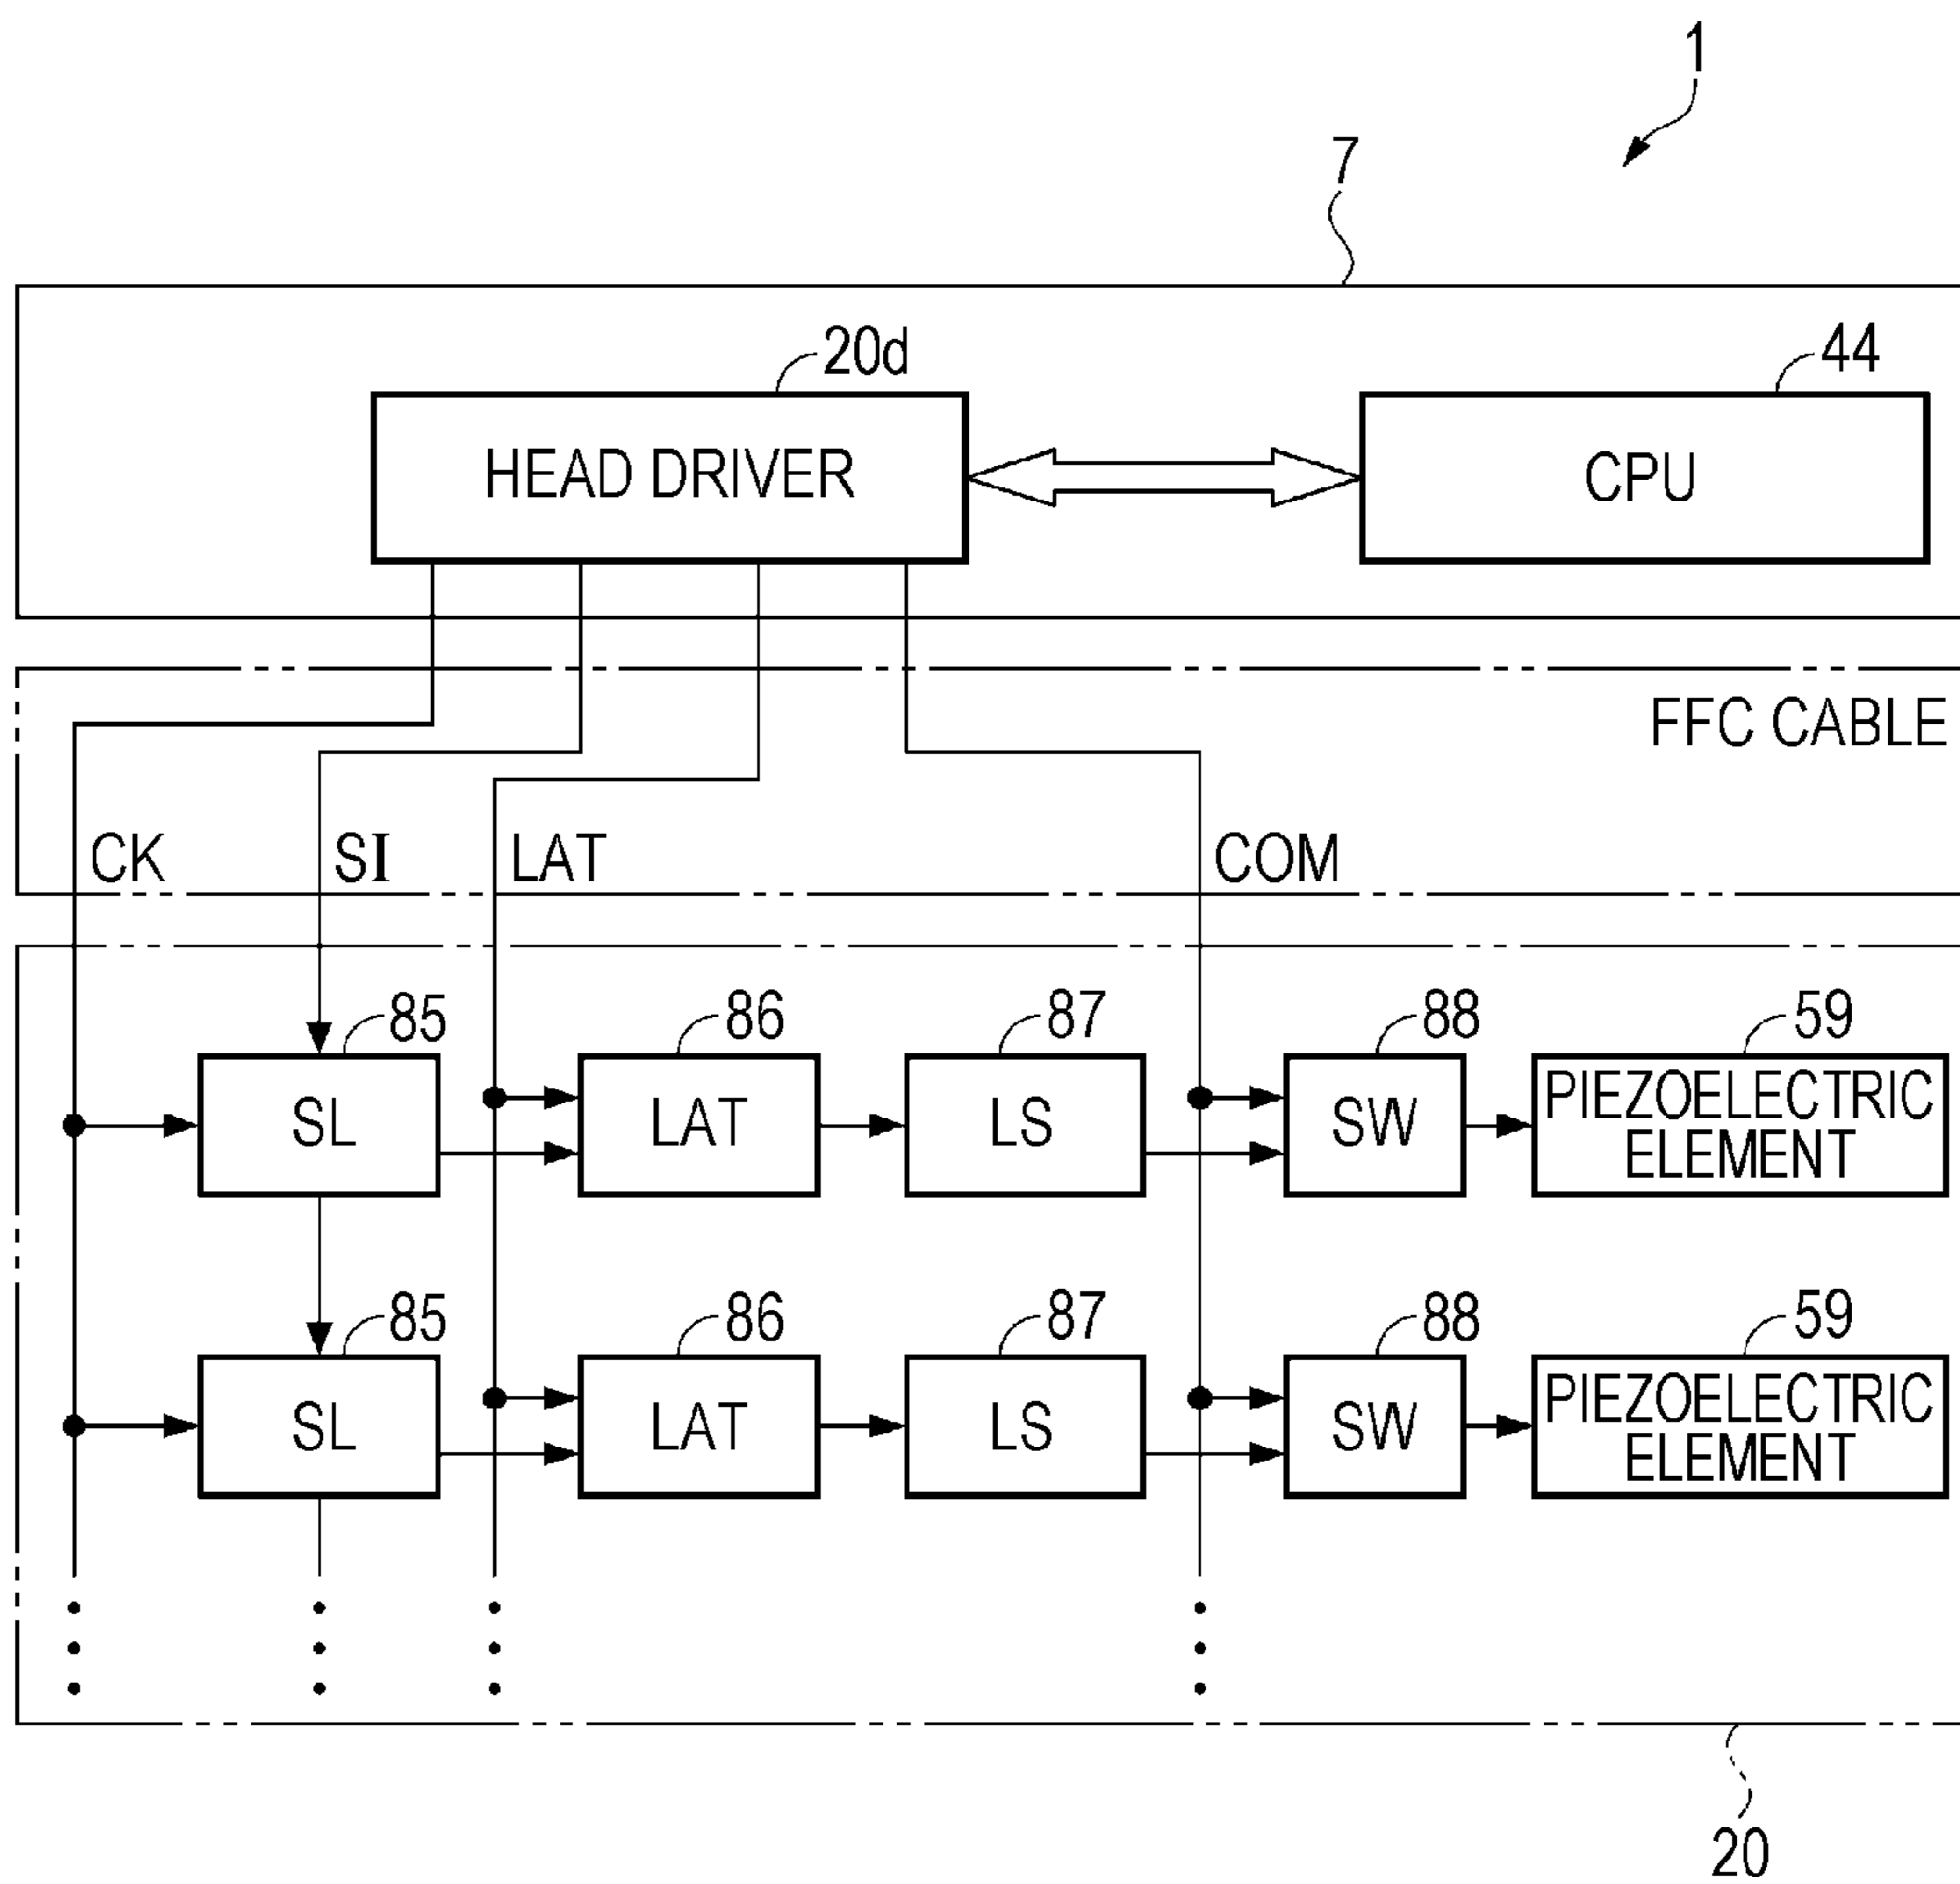 1
7
20d
44
HEAD DRIVER
CPU
FFC CABLE
CK
SI
LAT
COM
85
86
87
88
59
SL
LAT
LS
SW
PIEZOELECTRIC
ELEMENT
85
86
87
88
59
SL
LAT
LS
SW
PIEZOELECTRIC
ELEMENT
20